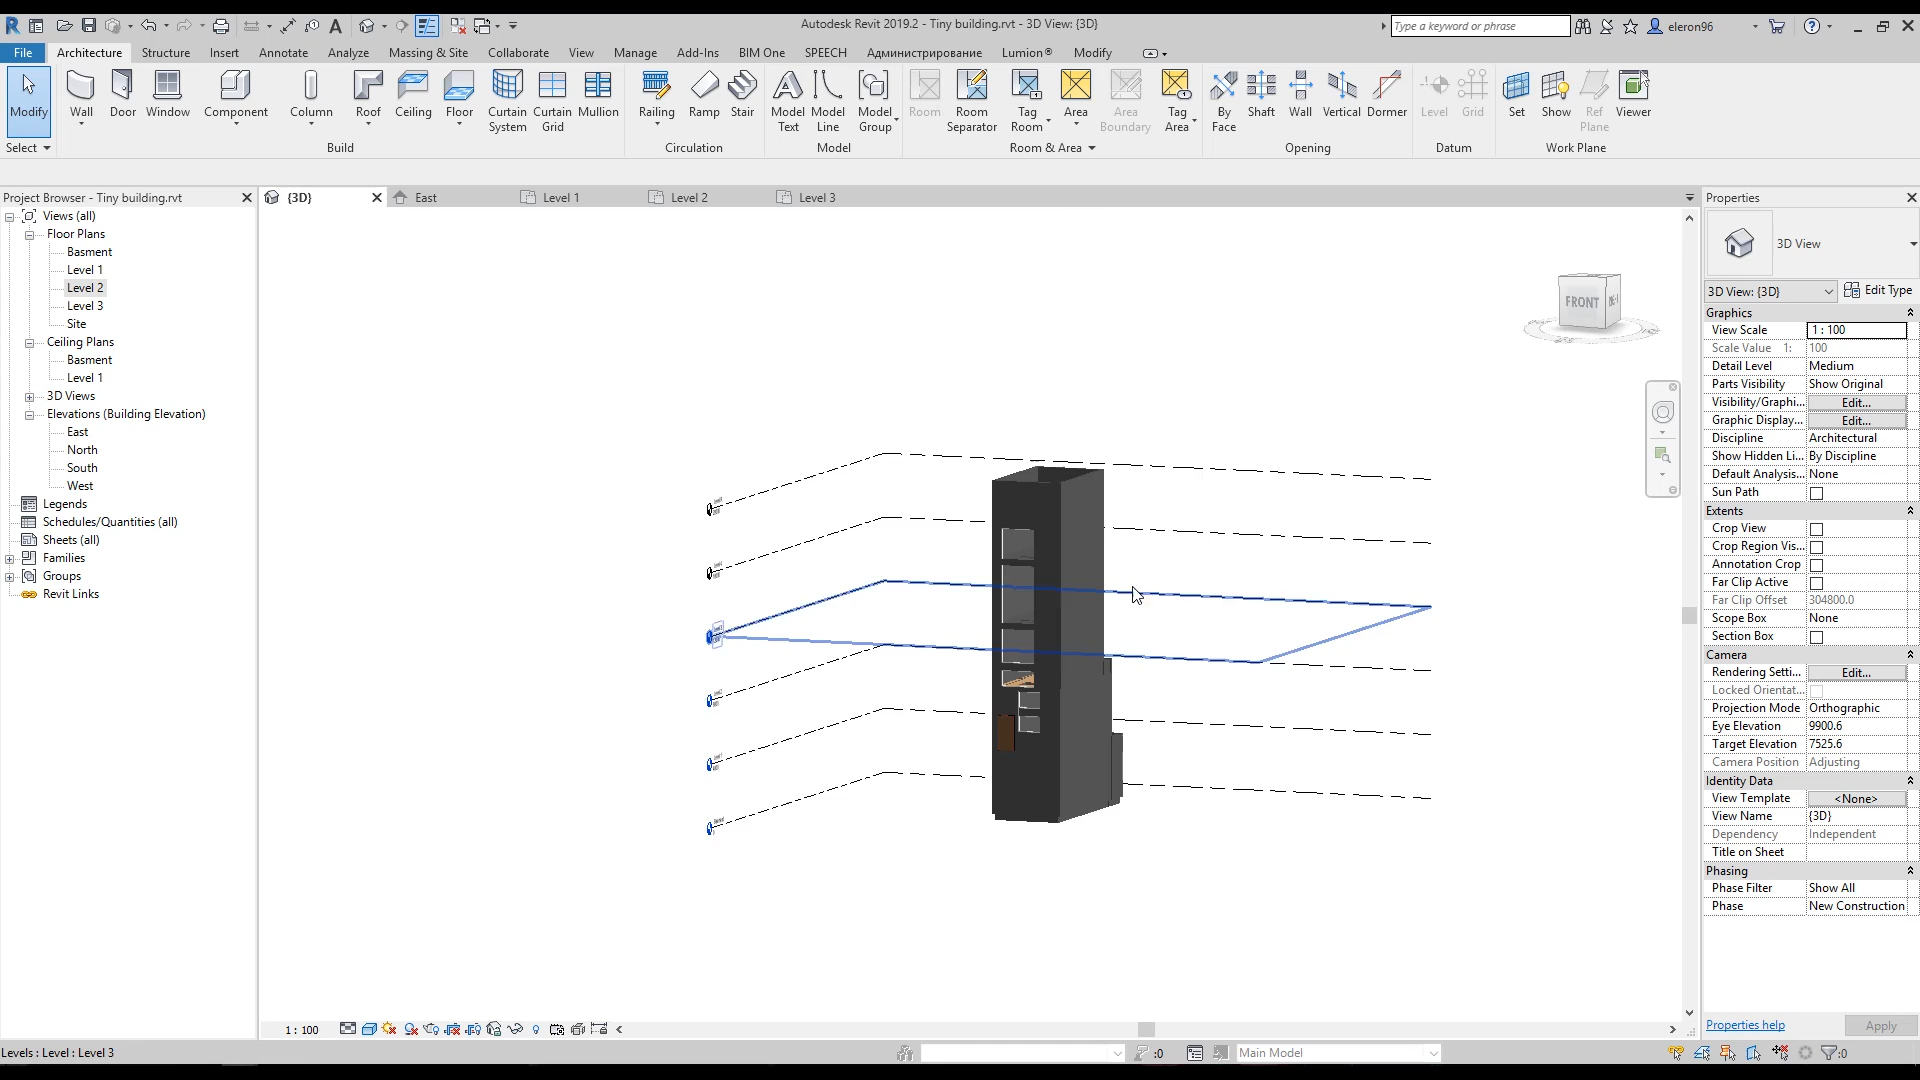 Autodesk Revit 2019.2 - Tiny building.rvt - 3D View: {3D}
Type a keyword or phrase
eleron96
File Architecture Structure Insert Annotate Analyze Massing & Site Collaborate View Manage Add-Ins BIM One SPEECH Администрирование Lumion® Modify
Modify Wall Door Window Component Column Roof Ceiling Floor Curtain System Curtain Grid Mullion Railing Ramp Stair Model Text Model Line Model Group Room Room Separator Tag Room Area Area Boundary Tag Area By Face Shaft Wall Vertical Dormer Level Grid Set Show Ref Plane Viewer
Select Build Circulation Model Room & Area Opening Datum Work Plane
Project Browser - Tiny building.rvt
Views (all)
Floor Plans
Basment
Level 1
Level 2
Level 3
Site
Ceiling Plans
Basment
Level 1
3D Views
Elevations (Building Elevation)
East
North
South
West
Legends
Schedules/Quantities (all)
Sheets (all)
Families
Groups
Revit Links
{3D} East Level 1 Level 2 Level 3
FRONT
Properties
3D View
3D View: {3D} Edit Type
Graphics
View Scale 1 : 100
Scale Value 1: 100
Detail Level Medium
Parts Visibility Show Original
Visibility/Graphi... Edit...
Graphic Display... Edit...
Discipline Architectural
Show Hidden Li... By Discipline
Default Analysis... None
Sun Path
Extents
Crop View
Crop Region Vis...
Annotation Crop
Far Clip Active
Far Clip Offset 304800.0
Scope Box None
Section Box
Camera
Rendering Setti... Edit...
Locked Orientat...
Projection Mode Orthographic
Eye Elevation 9900.6
Target Elevation 7525.6
Camera Position Adjusting
Identity Data
View Template <None>
View Name {3D}
Dependency Independent
Title on Sheet
Phasing
Phase Filter Show All
Phase New Construction
Properties help Apply
1 : 100
Levels : Level : Level 3
:0
Main Model
:0